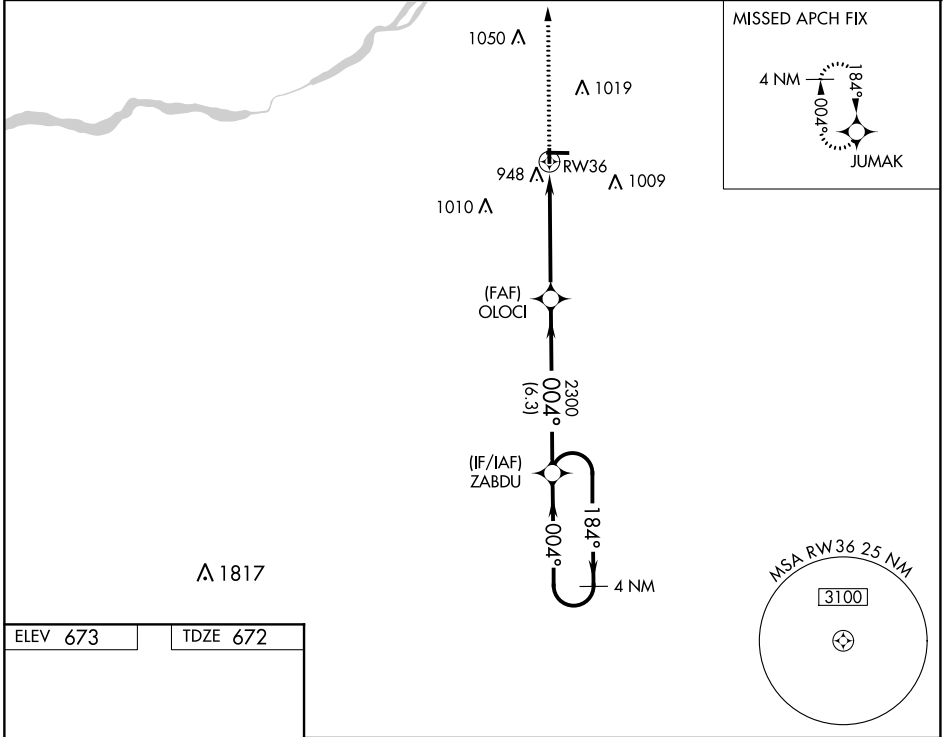 MISSED APCH FIX
4 NM
184°
004°
JUMAK
1050
1019
948
RW36
1009
1010
(FAF)
OLOCI
2300
004°
(6.3)
(IF/IAF)
ZABDU
184°
004°
4 NM
1817
MSA RW36 25 NM
3100
ELEV 673
TDZE 672